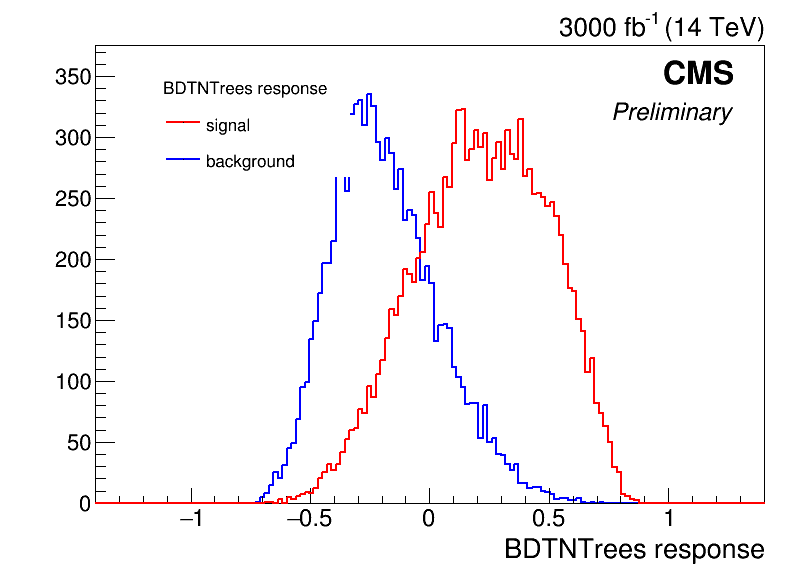 3000 fb-1 (14 TeV)
CMS
Preliminary
BDTNTrees response
signal
background
350
300
250
200
150
100
50
0
−1 −0.5 0 0.5 1
BDTNTrees response